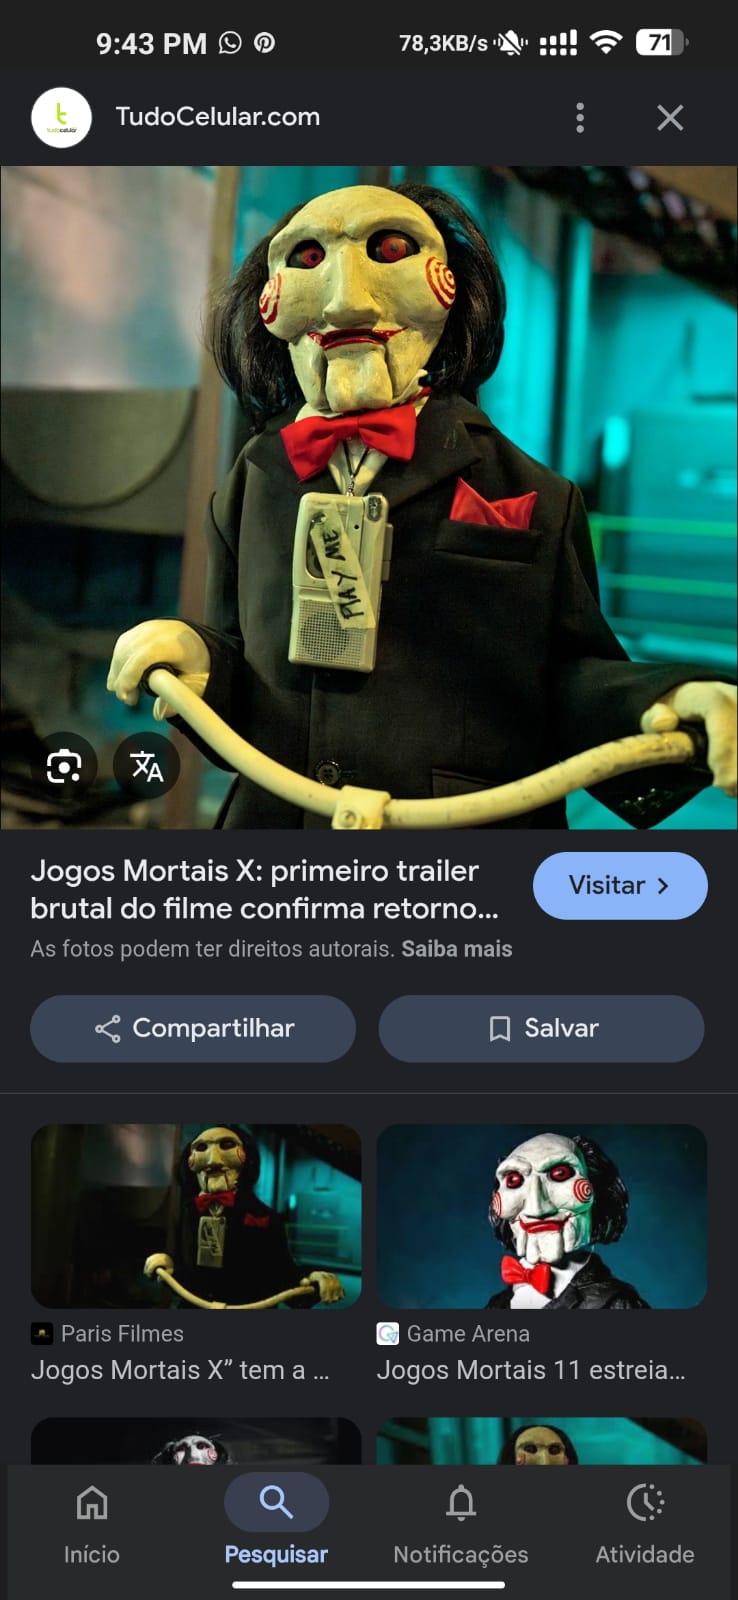 9:43 PM
78,3KB/s
71
tudocelular
TudoCelular.com
PLAY ME
Jogos Mortais X: primeiro trailer
brutal do filme confirma retorno...
Visitar
As fotos podem ter direitos autorais. Saiba mais
Compartilhar
Salvar
Paris Filmes
Jogos Mortais X” tem a ...
Game Arena
Jogos Mortais 11 estreia...
Início
Pesquisar
Notificações
Atividade